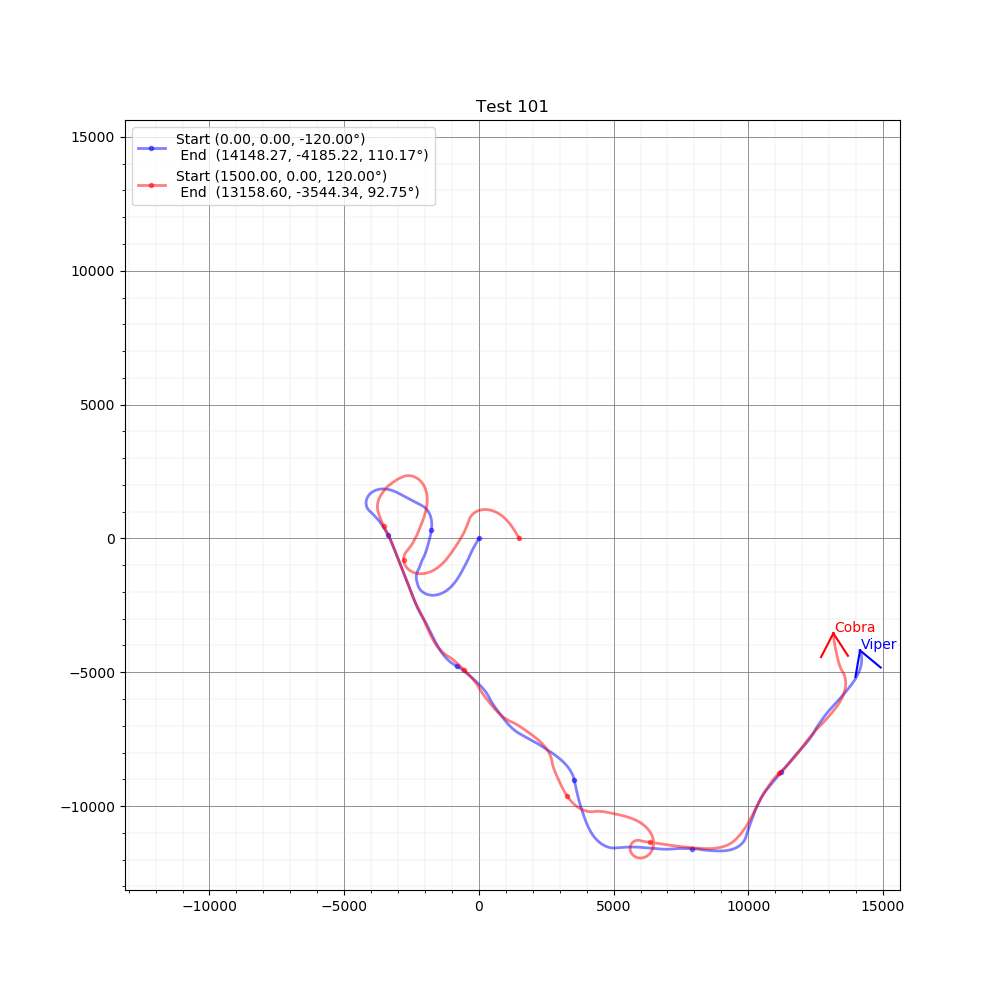 Test 101
Start (0.00, 0.00, -120.00°)
End (14148.27, -4185.22, 110.17°)
Start (1500.00, 0.00, 120.00°)
End (13158.60, -3544.34, 92.75°)
15000
10000
5000
0
−5000
−10000
Cobra
Viper
−10000 −5000 0 5000 10000 15000